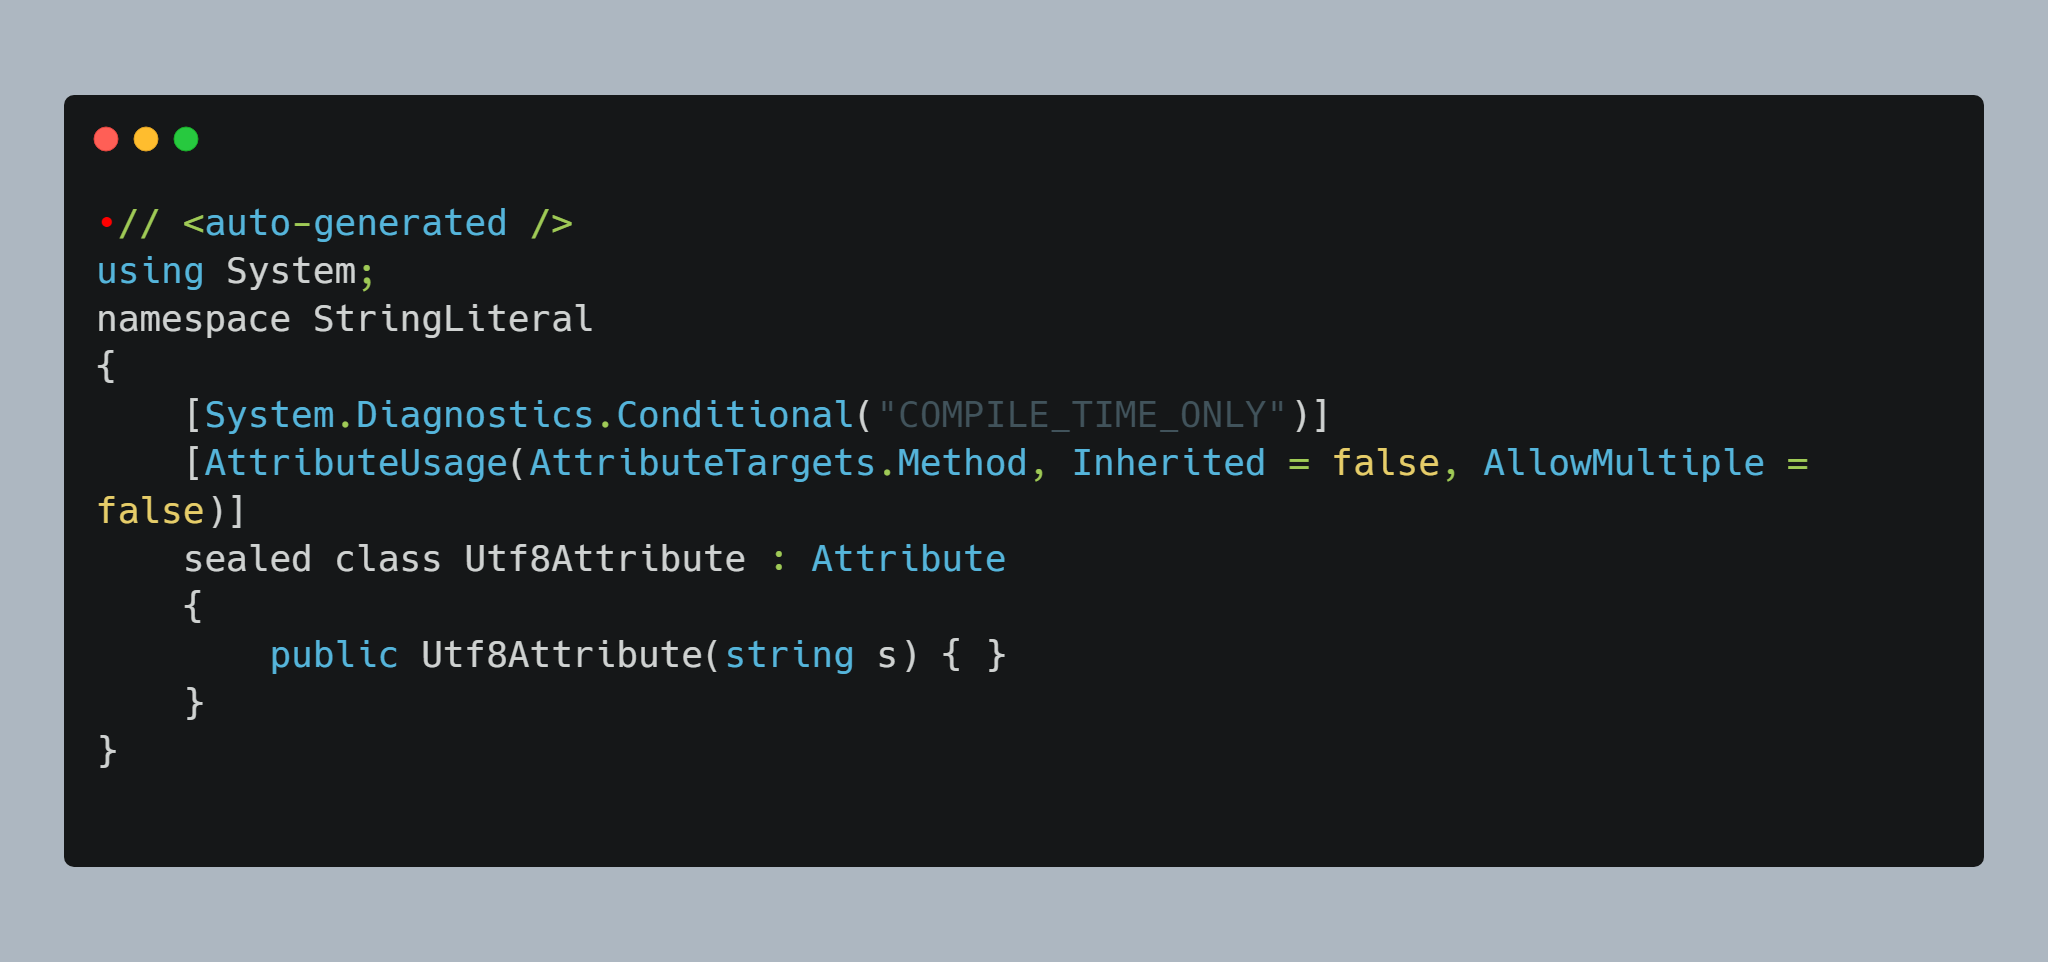 •// <auto-generated />
using System;
namespace StringLiteral
{
    [System.Diagnostics.Conditional("COMPILE_TIME_ONLY")]
    [AttributeUsage(AttributeTargets.Method, Inherited = false, AllowMultiple =
false)]
    sealed class Utf8Attribute : Attribute
    {
        public Utf8Attribute(string s) { }
    }
}